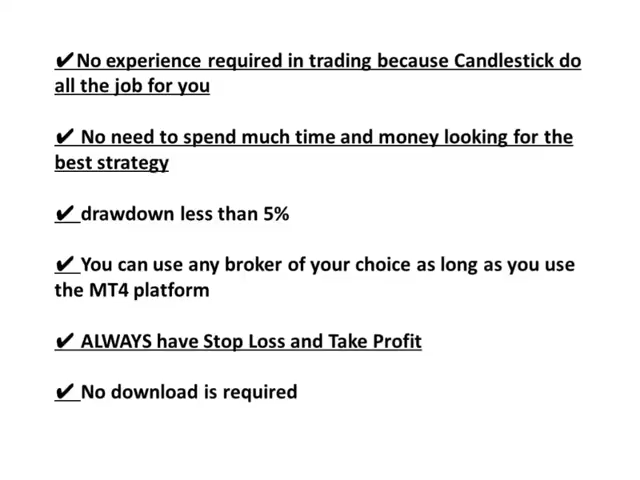 ✔No experience required in trading because Candlestick do
all the job for you
✔ No need to spend much time and money looking for the
best strategy
✔ drawdown less than 5%
✔ You can use any broker of your choice as long as you use
the MT4 platform
✔ ALWAYS have Stop Loss and Take Profit
✔ No download is required